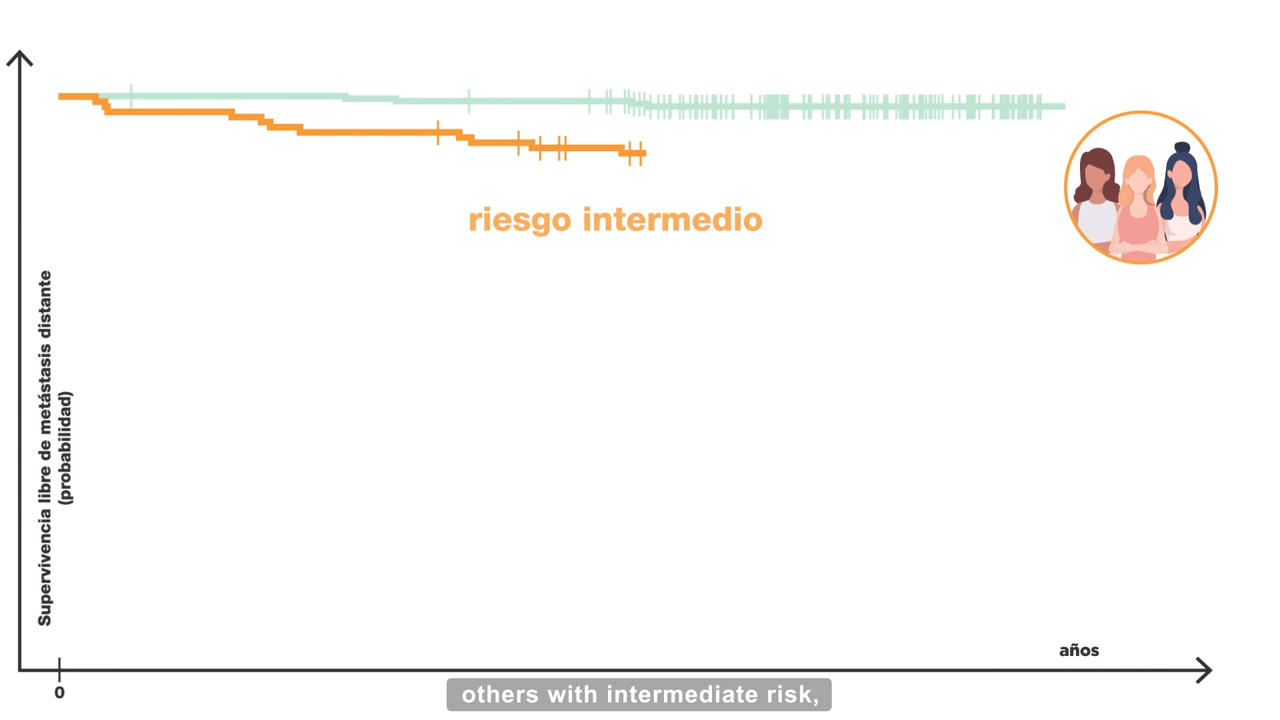 riesgo intermedio
Supervivencia libre de metástasis distante
(probabilidad)
años
0
others with intermediate risk,